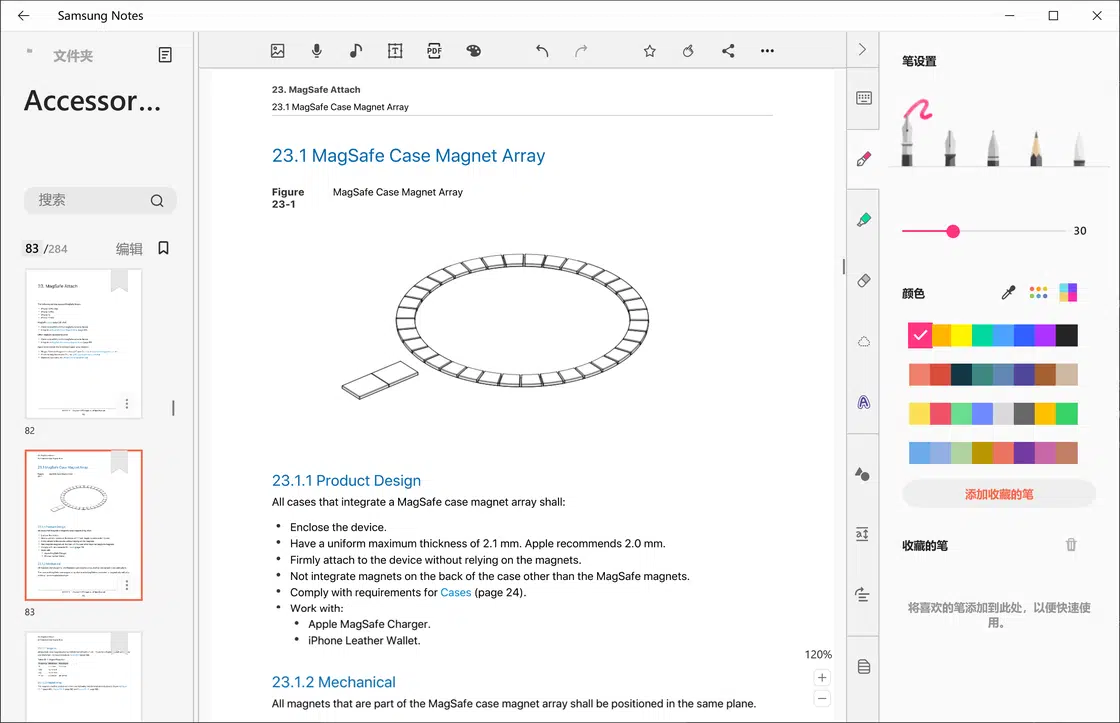 Samsung Notes
文件夹
Accessor...
搜索
83 /284
编辑
23. MagSafe Attach
82
83
PDF
23. MagSafe Attach
23.1 MagSafe Case Magnet Array
23.1 MagSafe Case Magnet Array
Figure 23-1
MagSafe Case Magnet Array
23.1.1 Product Design
All cases that integrate a MagSafe case magnet array shall:
• Enclose the device.
• Have a uniform maximum thickness of 2.1 mm. Apple recommends 2.0 mm.
• Firmly attach to the device without relying on the magnets.
• Not integrate magnets on the back of the case other than the MagSafe magnets.
• Comply with requirements for Cases (page 24).
• Work with:
• Apple MagSafe Charger.
• iPhone Leather Wallet.
23.1.2 Mechanical
All magnets that are part of the MagSafe case magnet array shall be positioned in the same plane.
120%
笔设置
30
颜色
添加收藏的笔
收藏的笔
将喜欢的笔添加到此处，以便快速使
用。